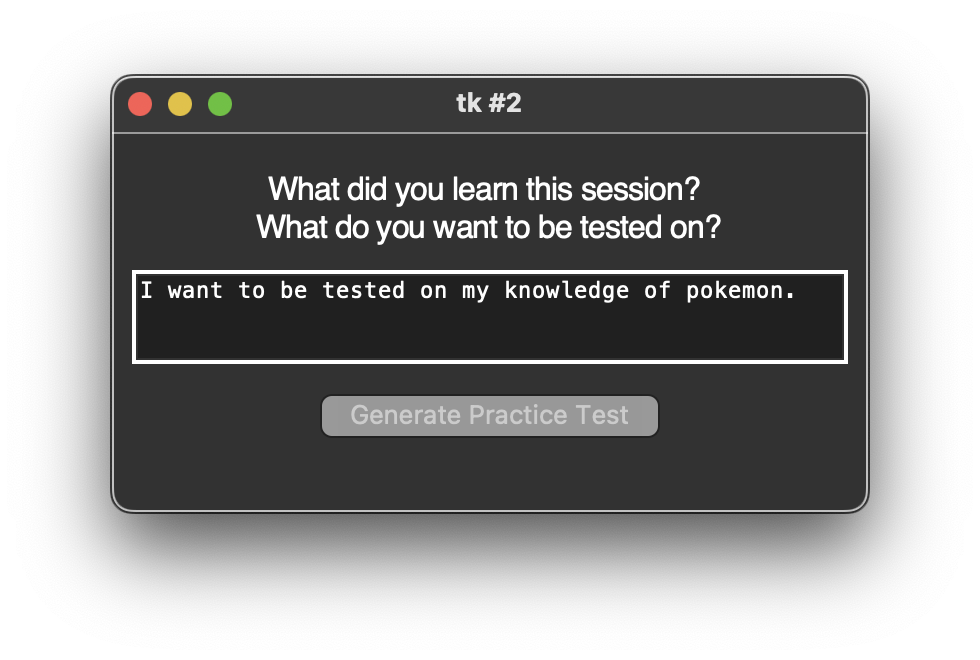 tk #2
What did you learn this session?
What do you want to be tested on?
I want to be tested on my knowledge of pokemon.
Generate Practice Test